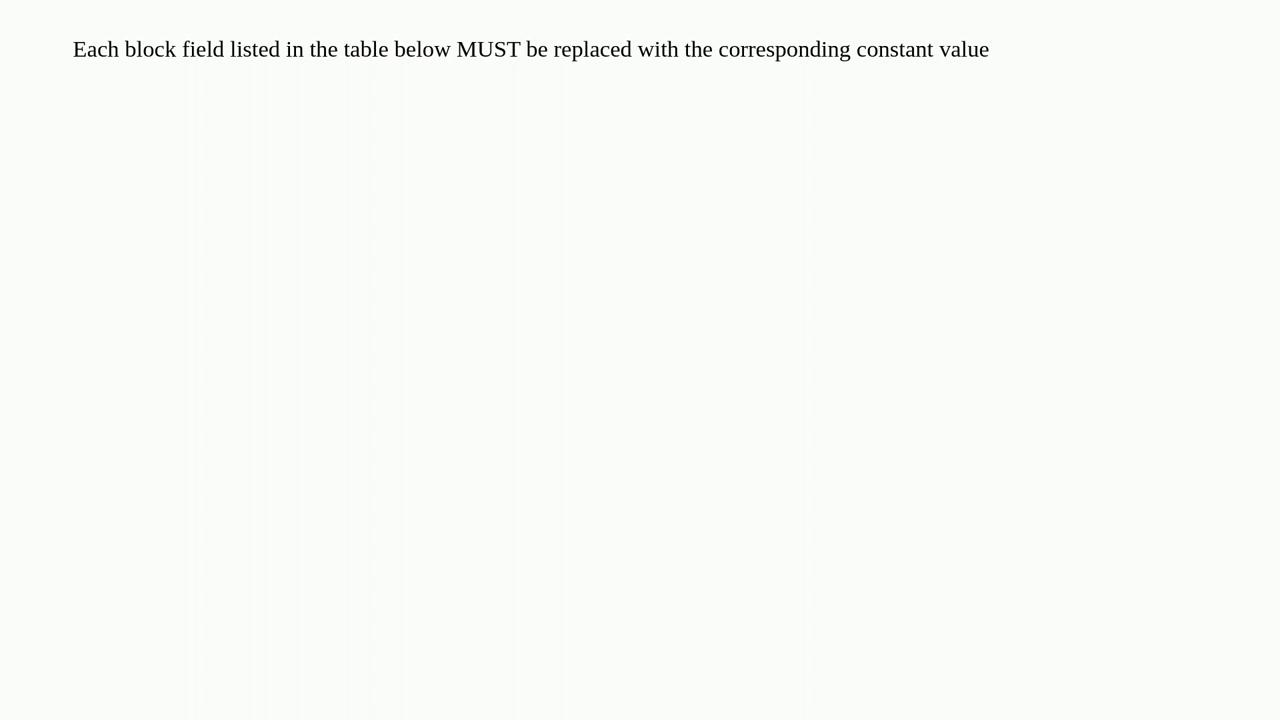 Each block field listed in the table below MUST be replaced with the corresponding constant value